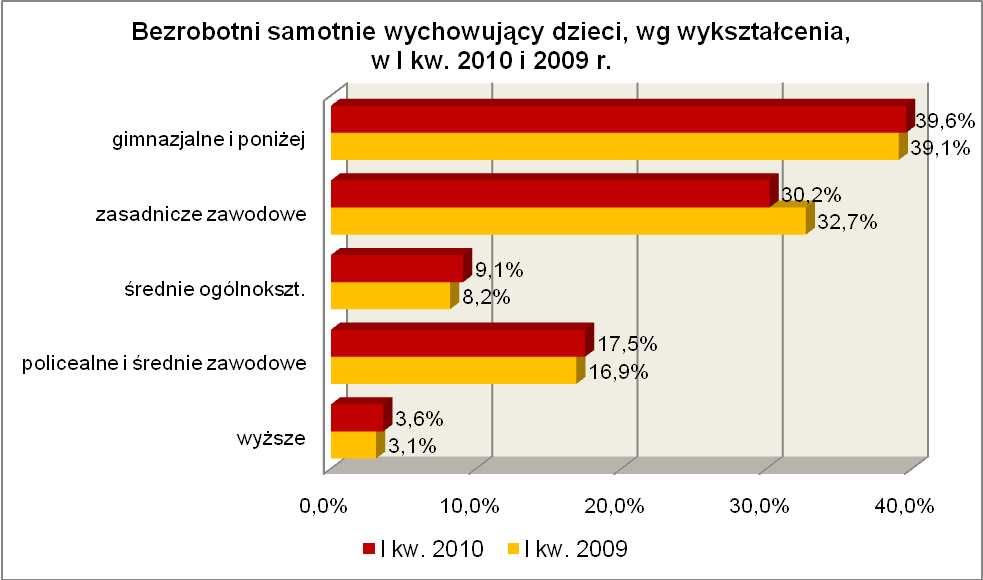 Bezrobotni samotnie wychowujący dzieci, wg wykształcenia,
w I kw. 2010 i 2009 r.
gimnazjalne i poniżej
39,6%
39,1%
zasadnicze zawodowe
30,2%
32,7%
średnie ogólnokszt.
9,1%
8,2%
policealne i średnie zawodowe
17,5%
16,9%
wyższe
3,6%
3,1%
0,0% 10,0% 20,0% 30,0% 40,0%
I kw. 2010 I kw. 2009